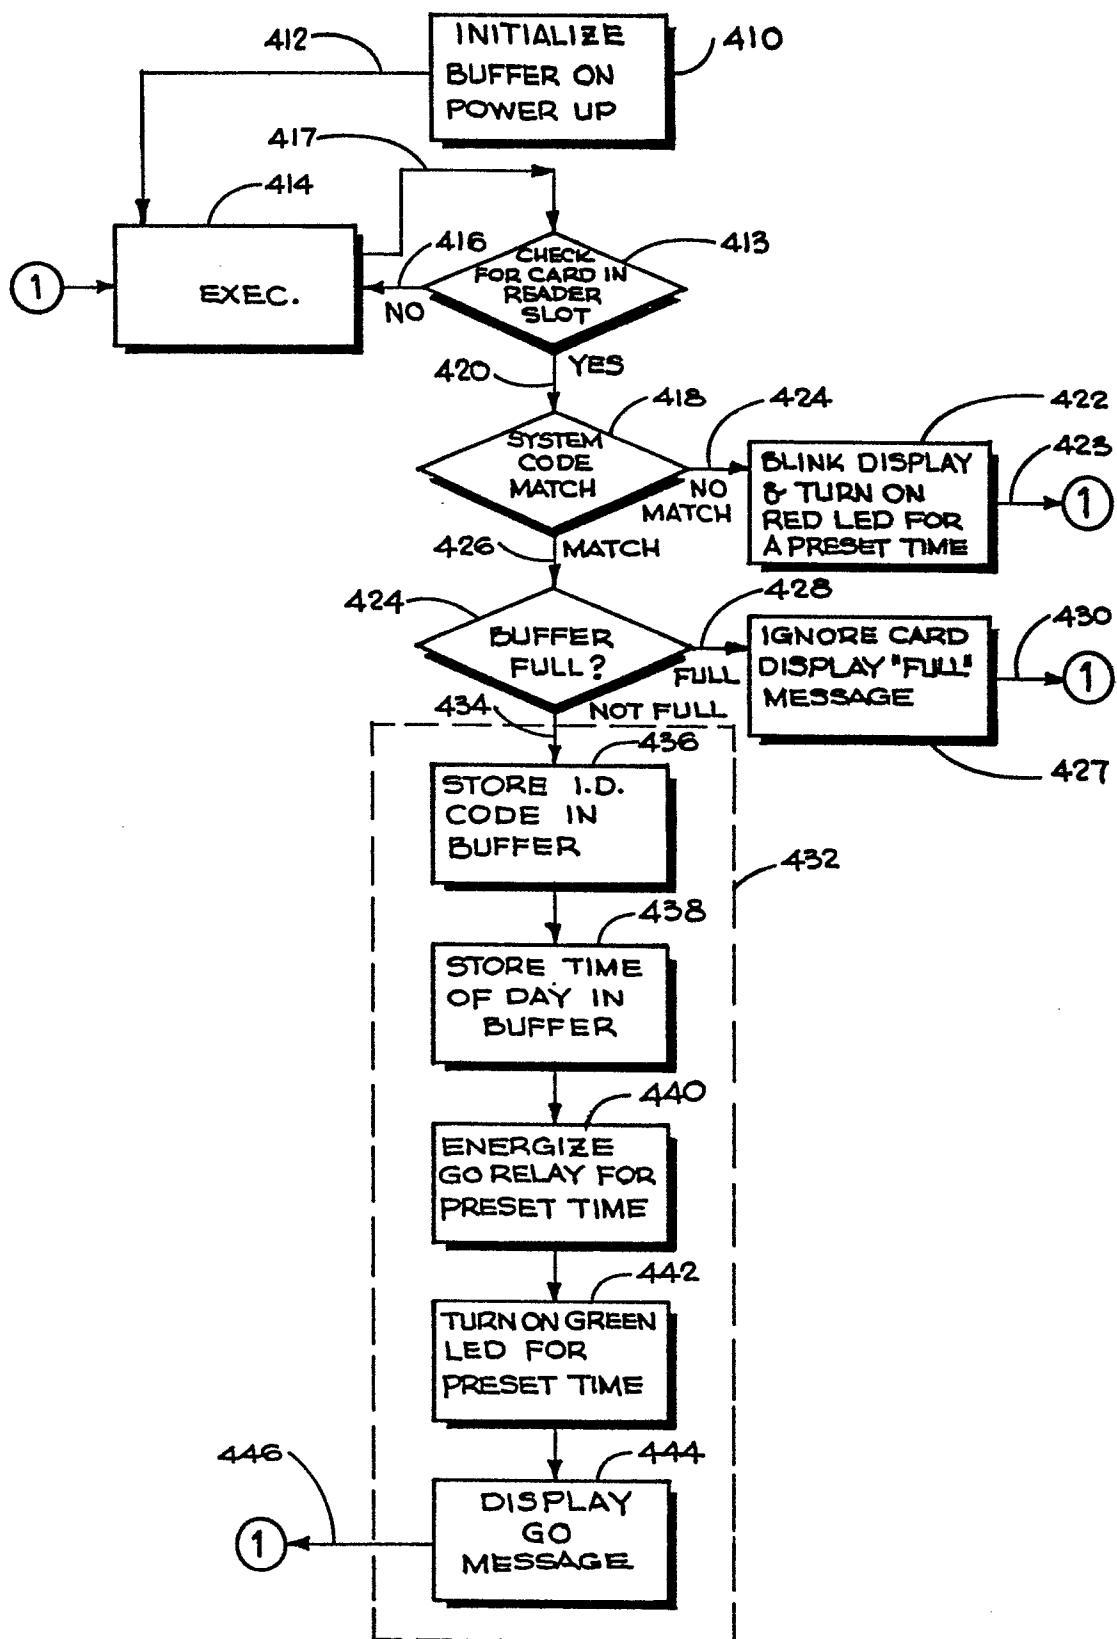 412
INITIALIZE
BUFFER ON
POWER UP
410
417
414
416
413
1
EXEC.
CHECK
FOR CARD IN
READER
SLOT
NO
YES
420
418
424
422
SYSTEM
CODE
MATCH
NO
MATCH
BLINK DISPLAY
& TURN ON
RED LED FOR
A PRESET TIME
423
1
426
MATCH
424
428
BUFFER
FULL?
FULL
IGNORE CARD
DISPLAY "FULL"
MESSAGE
430
1
427
434
NOT FULL
436
STORE I.D.
CODE IN
BUFFER
432
438
STORE TIME
OF DAY IN
BUFFER
440
ENERGIZE
GO RELAY FOR
PRESET TIME
442
TURN ON GREEN
LED FOR
PRESET TIME
446
444
1
DISPLAY
GO
MESSAGE